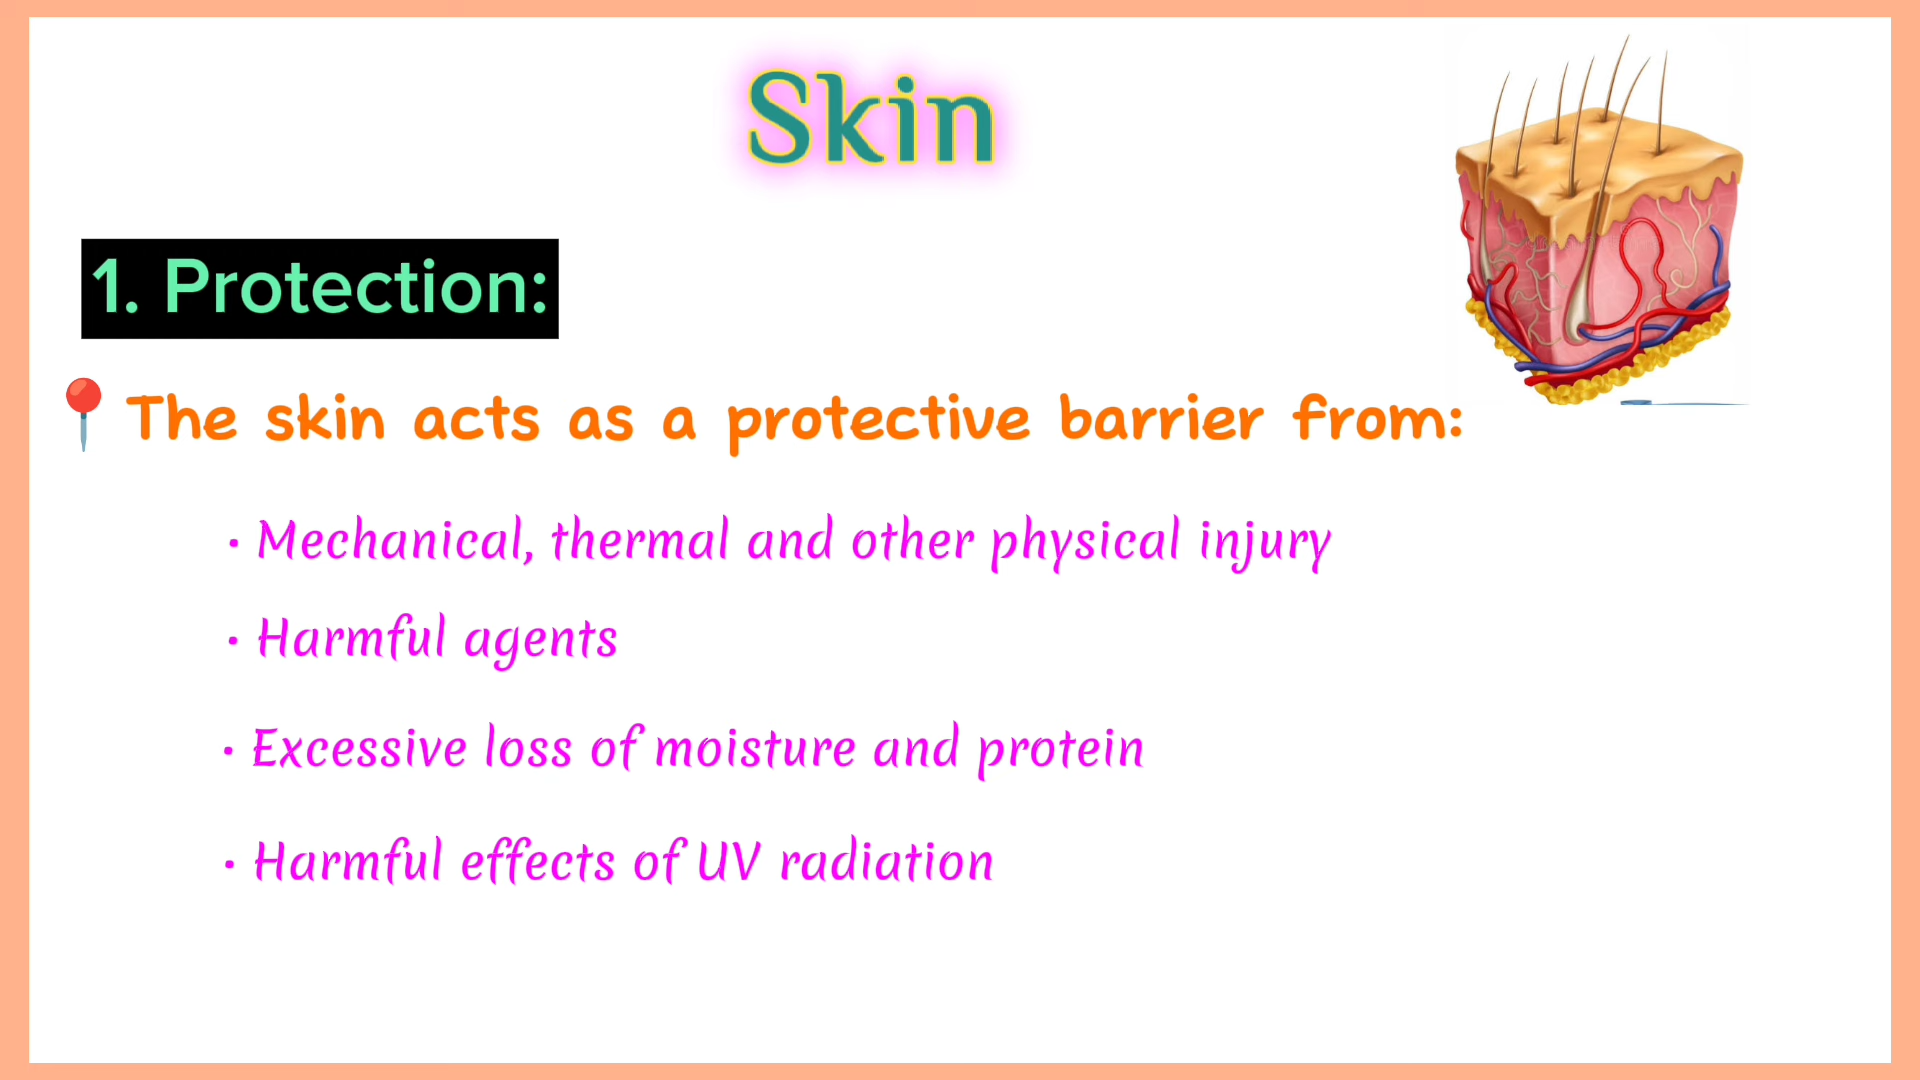 Skin
1. Protection:
📍The skin acts as a protective barrier from:
• Mechanical, thermal and other physical injury
• Harmful agents
• Excessive loss of moisture and protein
• Harmful effects of UV radiation